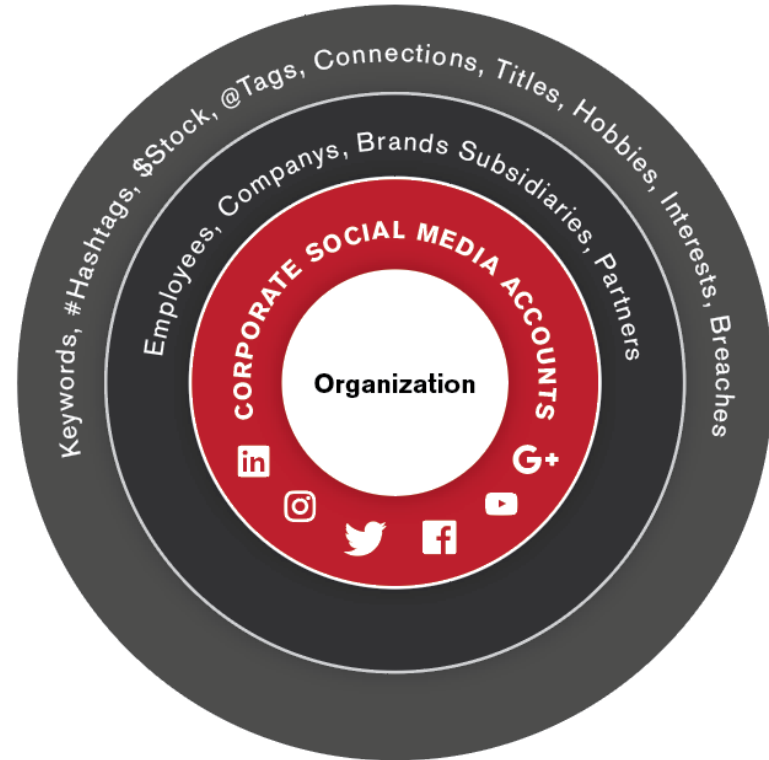 Keywords, #Hashtags, $Stock, @Tags, Connections, Titles, Hobbies, Interests, Breaches
Employees, Companys, Brands Subsidiaries, Partners
CORPORATE SOCIAL MEDIA ACCOUNTS
Organization
in
G+
f